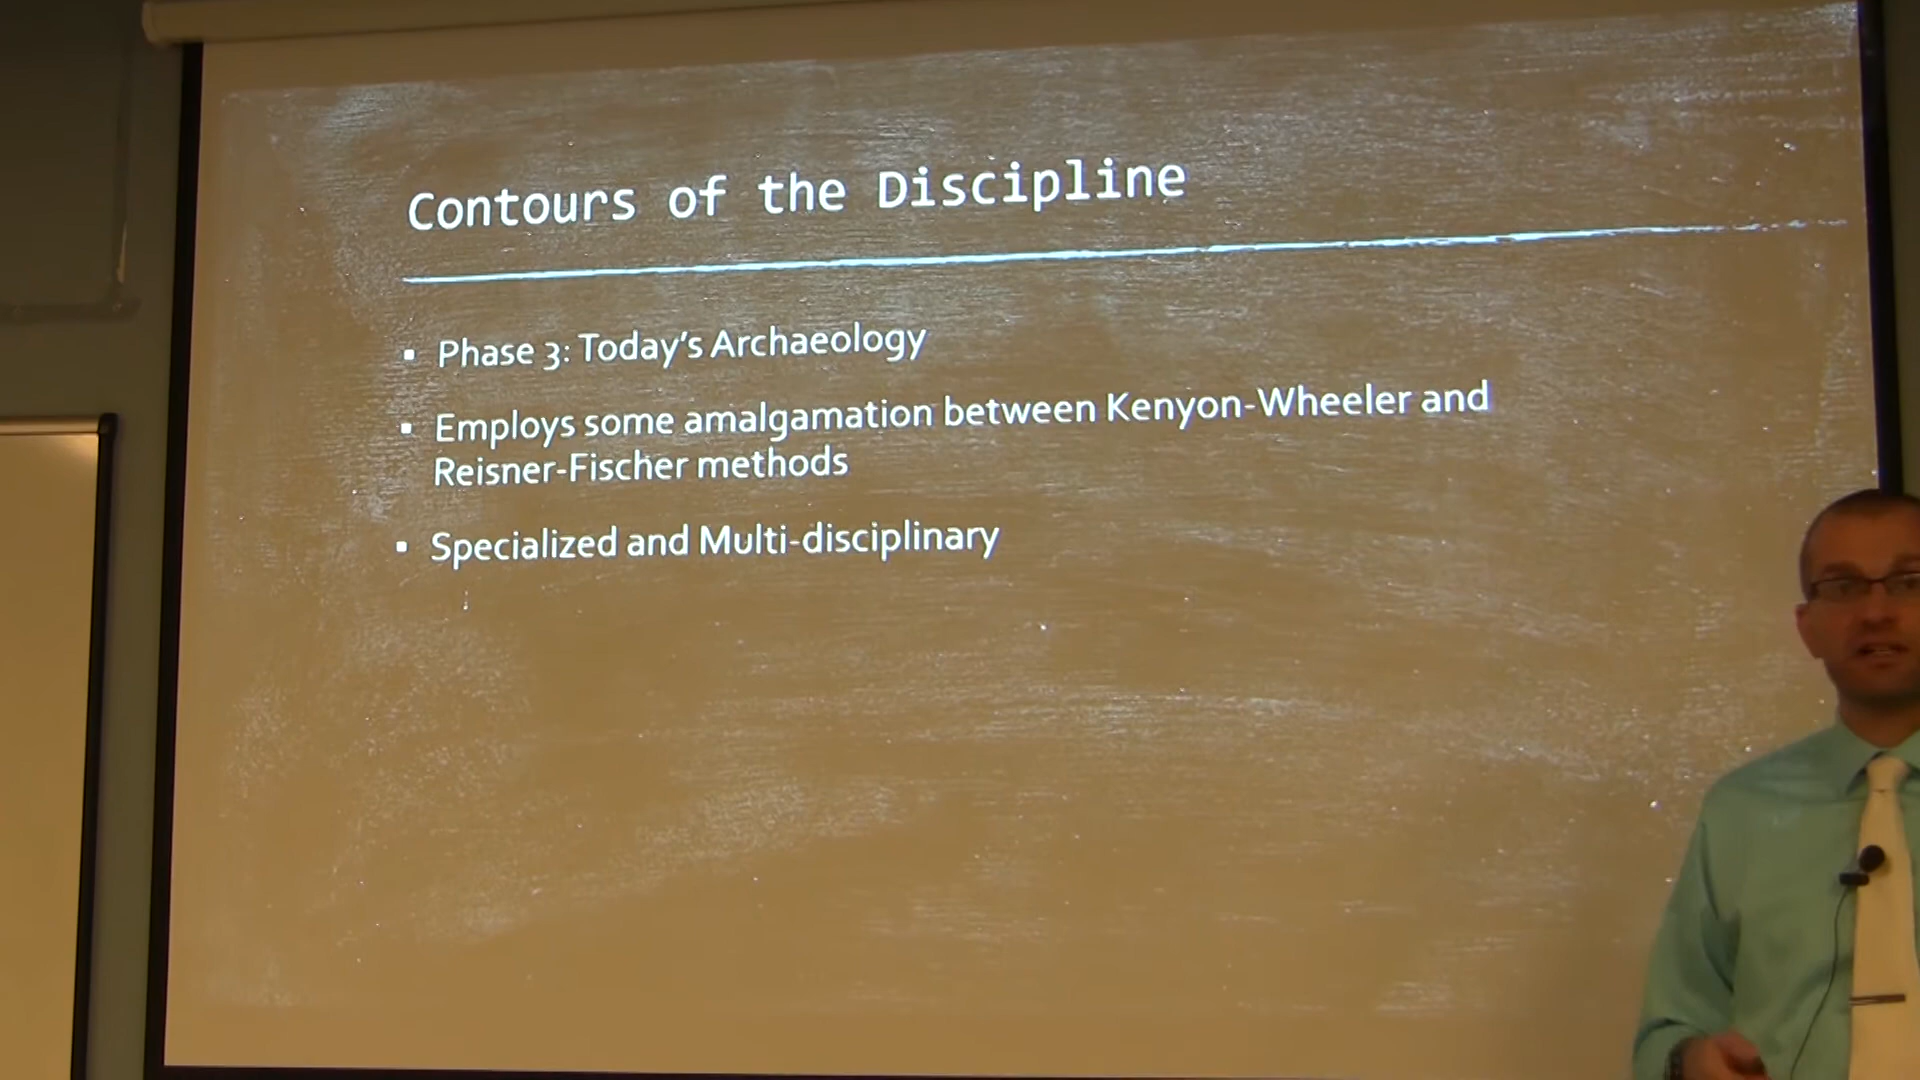 Contours of the Discipline
▪ Phase 3: Today's Archaeology
▪ Employs some amalgamation between Kenyon-Wheeler and
Reisner-Fischer methods
▪ Specialized and Multi-disciplinary